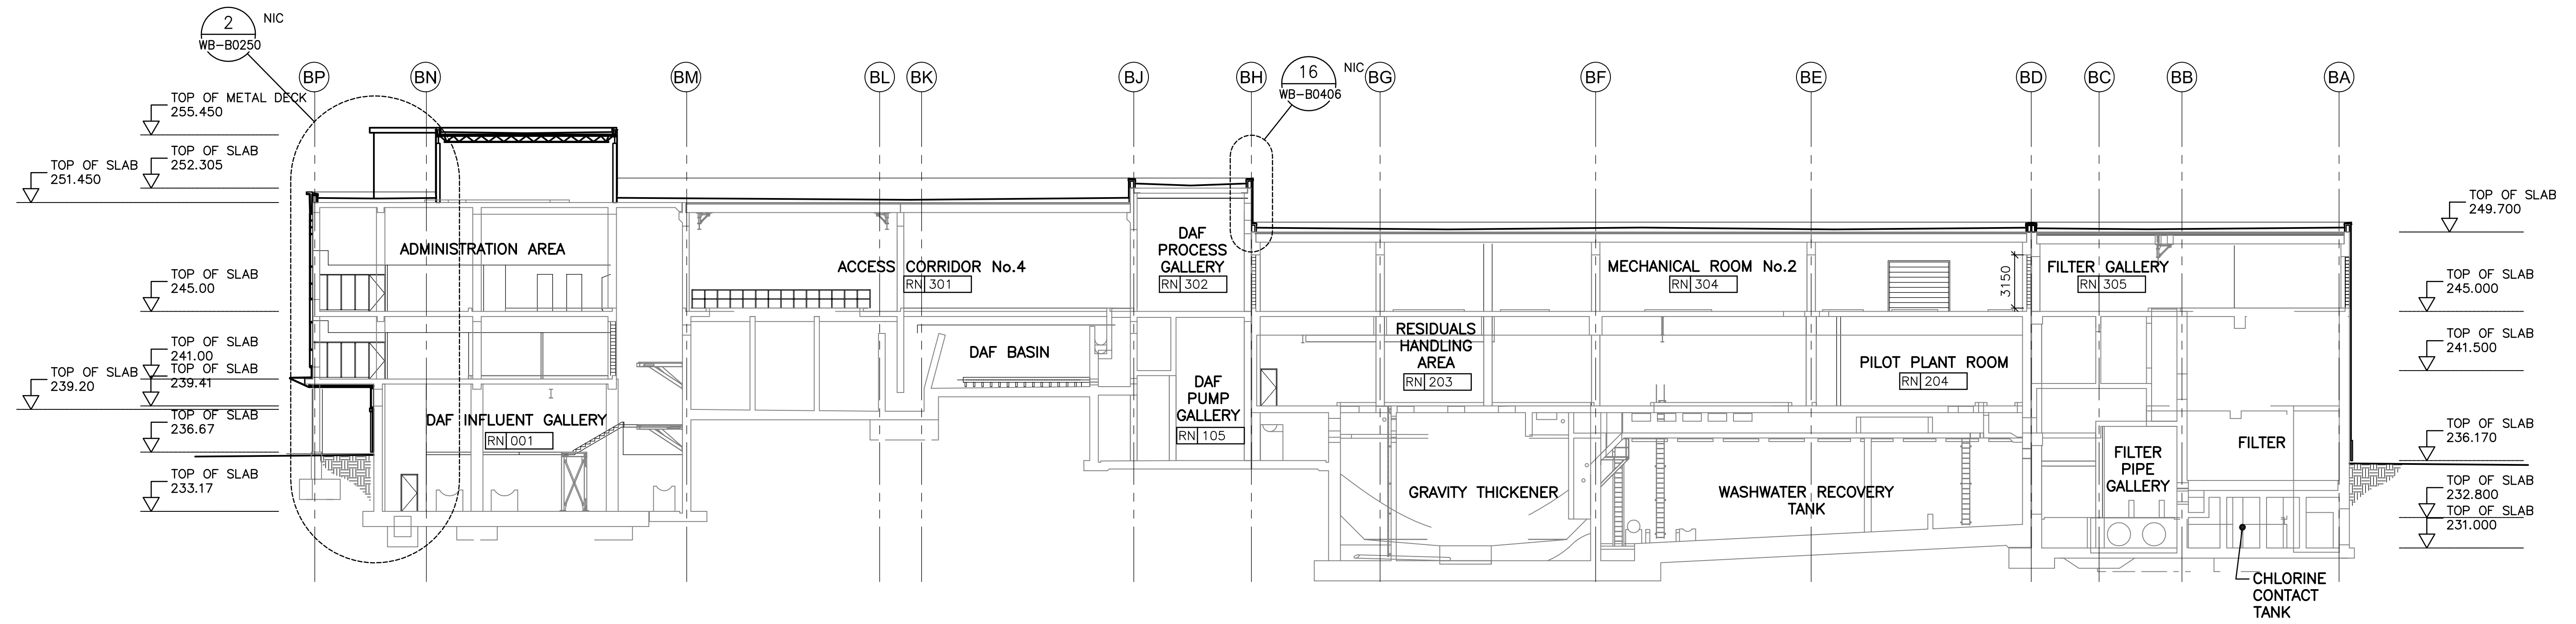 2
NIC
WB-B0250
16
NIC
WB-B0406
BP
BN
BM
BL
BK
BJ
BH
BG
BF
BE
BD
BC
BB
BA
TOP OF METAL DECK
255.450
TOP OF SLAB
252.305
TOP OF SLAB
251.450
TOP OF SLAB
245.00
TOP OF SLAB
241.00
TOP OF SLAB
239.41
TOP OF SLAB
239.20
TOP OF SLAB
236.67
TOP OF SLAB
233.17
ADMINISTRATION AREA
DAF INFLUENT GALLERY
RN 001
ACCESS CORRIDOR No.4
RN 301
DAF BASIN
DAF
PROCESS
GALLERY
RN 302
DAF
PUMP
GALLERY
RN 105
RESIDUALS
HANDLING
AREA
RN 203
GRAVITY THICKENER
MECHANICAL ROOM No.2
RN 304
3150
PILOT PLANT ROOM
RN 204
WASHWATER RECOVERY
TANK
FILTER GALLERY
RN 305
FILTER
PIPE
GALLERY
FILTER
CHLORINE
CONTACT
TANK
TOP OF SLAB
249.700
TOP OF SLAB
245.000
TOP OF SLAB
241.500
TOP OF SLAB
236.170
TOP OF SLAB
232.800
TOP OF SLAB
231.000